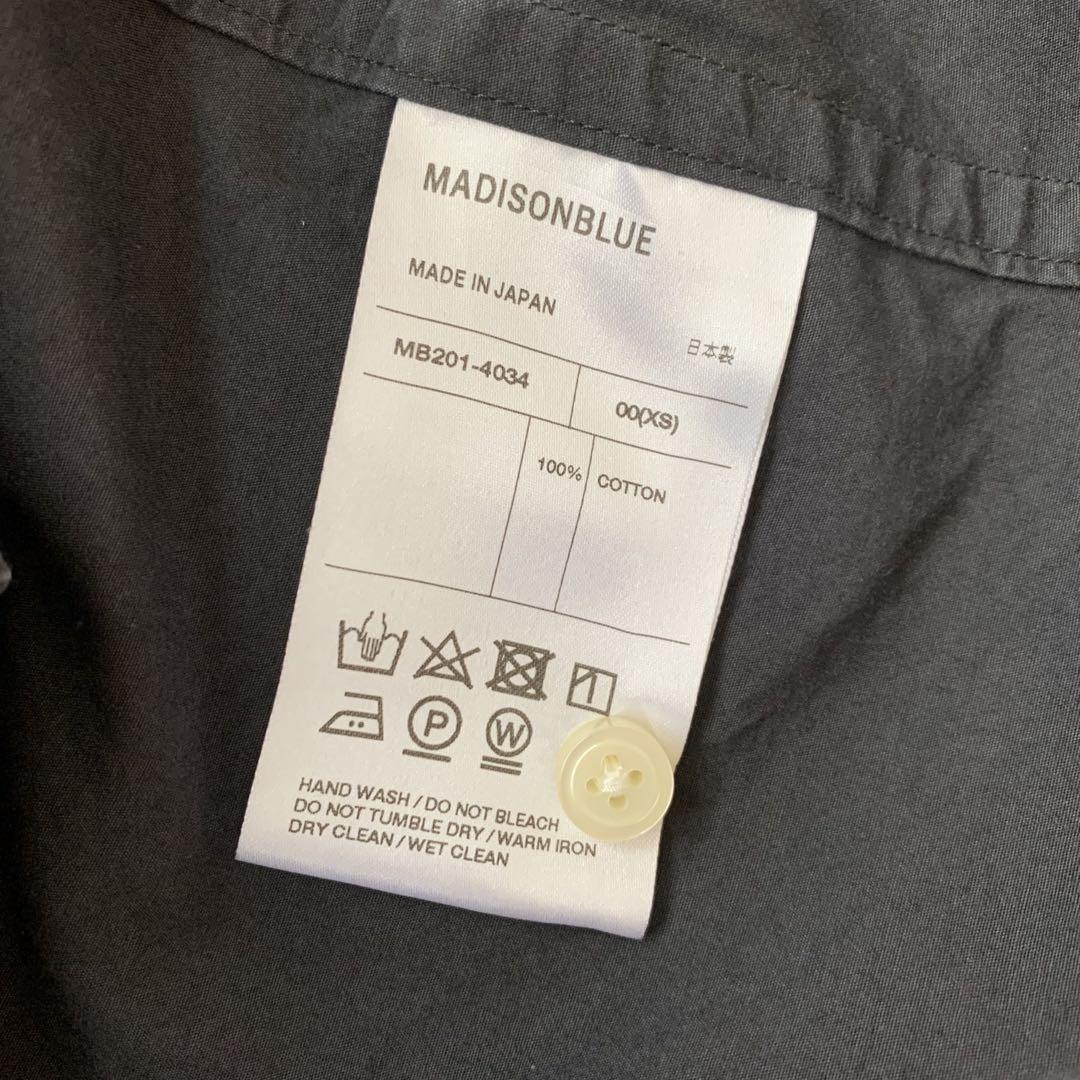 MADISONBLUE
MADE IN JAPAN
日本製
MB201-4034 00(XS)
100% COTTON
P W
HAND WASH / DO NOT BLEACH
DO NOT TUMBLE DRY / WARM IRON
DRY CLEAN / WET CLEAN